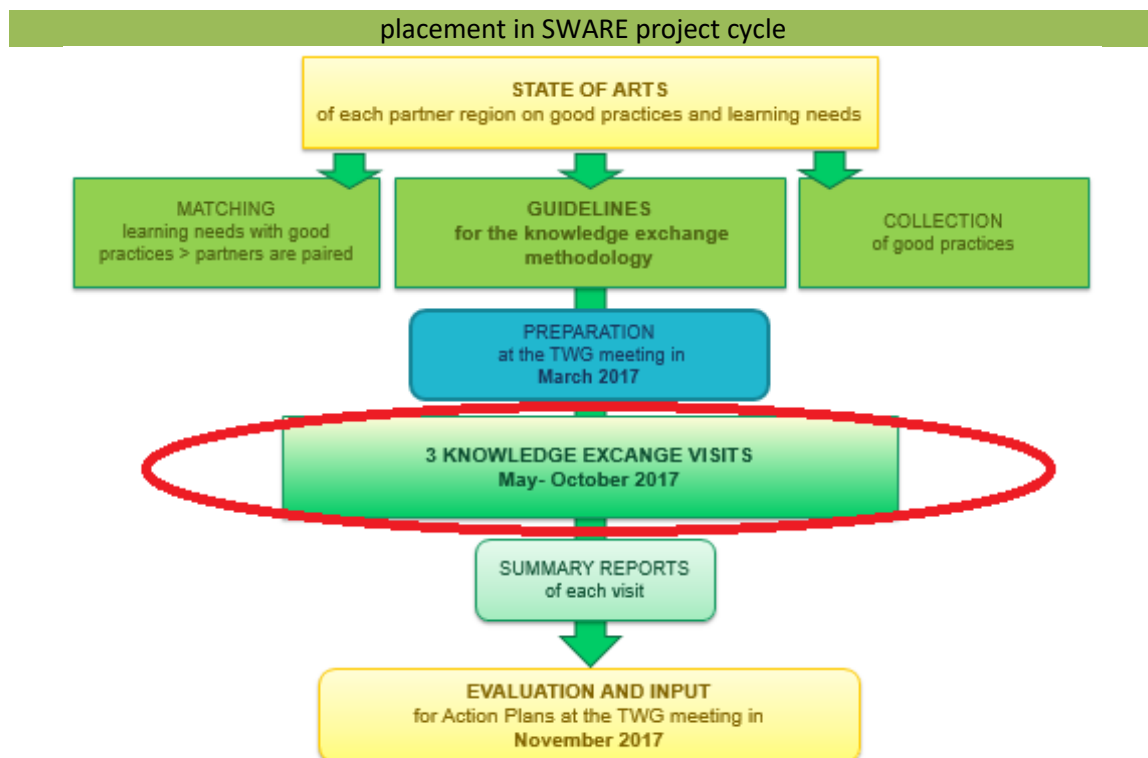 placement in SWARE project cycle
STATE OF ARTS
of each partner region on good practices and learning needs
MATCHING
learning needs with good
practices > partners are paired
GUIDELINES
for the knowledge exchange
methodology
COLLECTION
of good practices
PREPARATION
at the TWG meeting in
March 2017
3 KNOWLEDGE EXCANGE VISITS
May- October 2017
SUMMARY REPORTS
of each visit
EVALUATION AND INPUT
for Action Plans at the TWG meeting in
November 2017